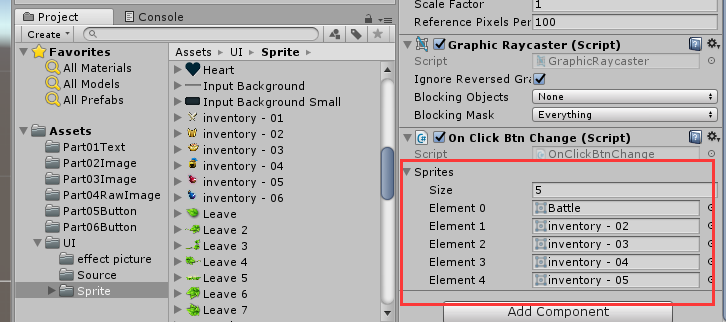 Project
Console
Create
Favorites
All Materials
All Models
All Prefabs
Assets
Part01Text
Part02Image
Part03Image
Part04RawImage
Part05Button
Part06Button
UI
effect picture
Source
Sprite
Assets ▸ UI ▸ Sprite ▸
Heart
Input Background
Input Background Small
inventory - 01
inventory - 02
inventory - 03
inventory - 04
inventory - 05
inventory - 06
Leave
Leave 2
Leave 3
Leave 4
Leave 5
Leave 6
Leave 7
Scale Factor 1
Reference Pixels Per 100
Graphic Raycaster (Script)
Script GraphicRaycaster
Ignore Reversed Gra
Blocking Objects None
Blocking Mask Everything
On Click Btn Change (Script)
Script OnClickBtnChange
Sprites
Size 5
Element 0 Battle
Element 1 inventory - 02
Element 2 inventory - 03
Element 3 inventory - 04
Element 4 inventory - 05
Add Component